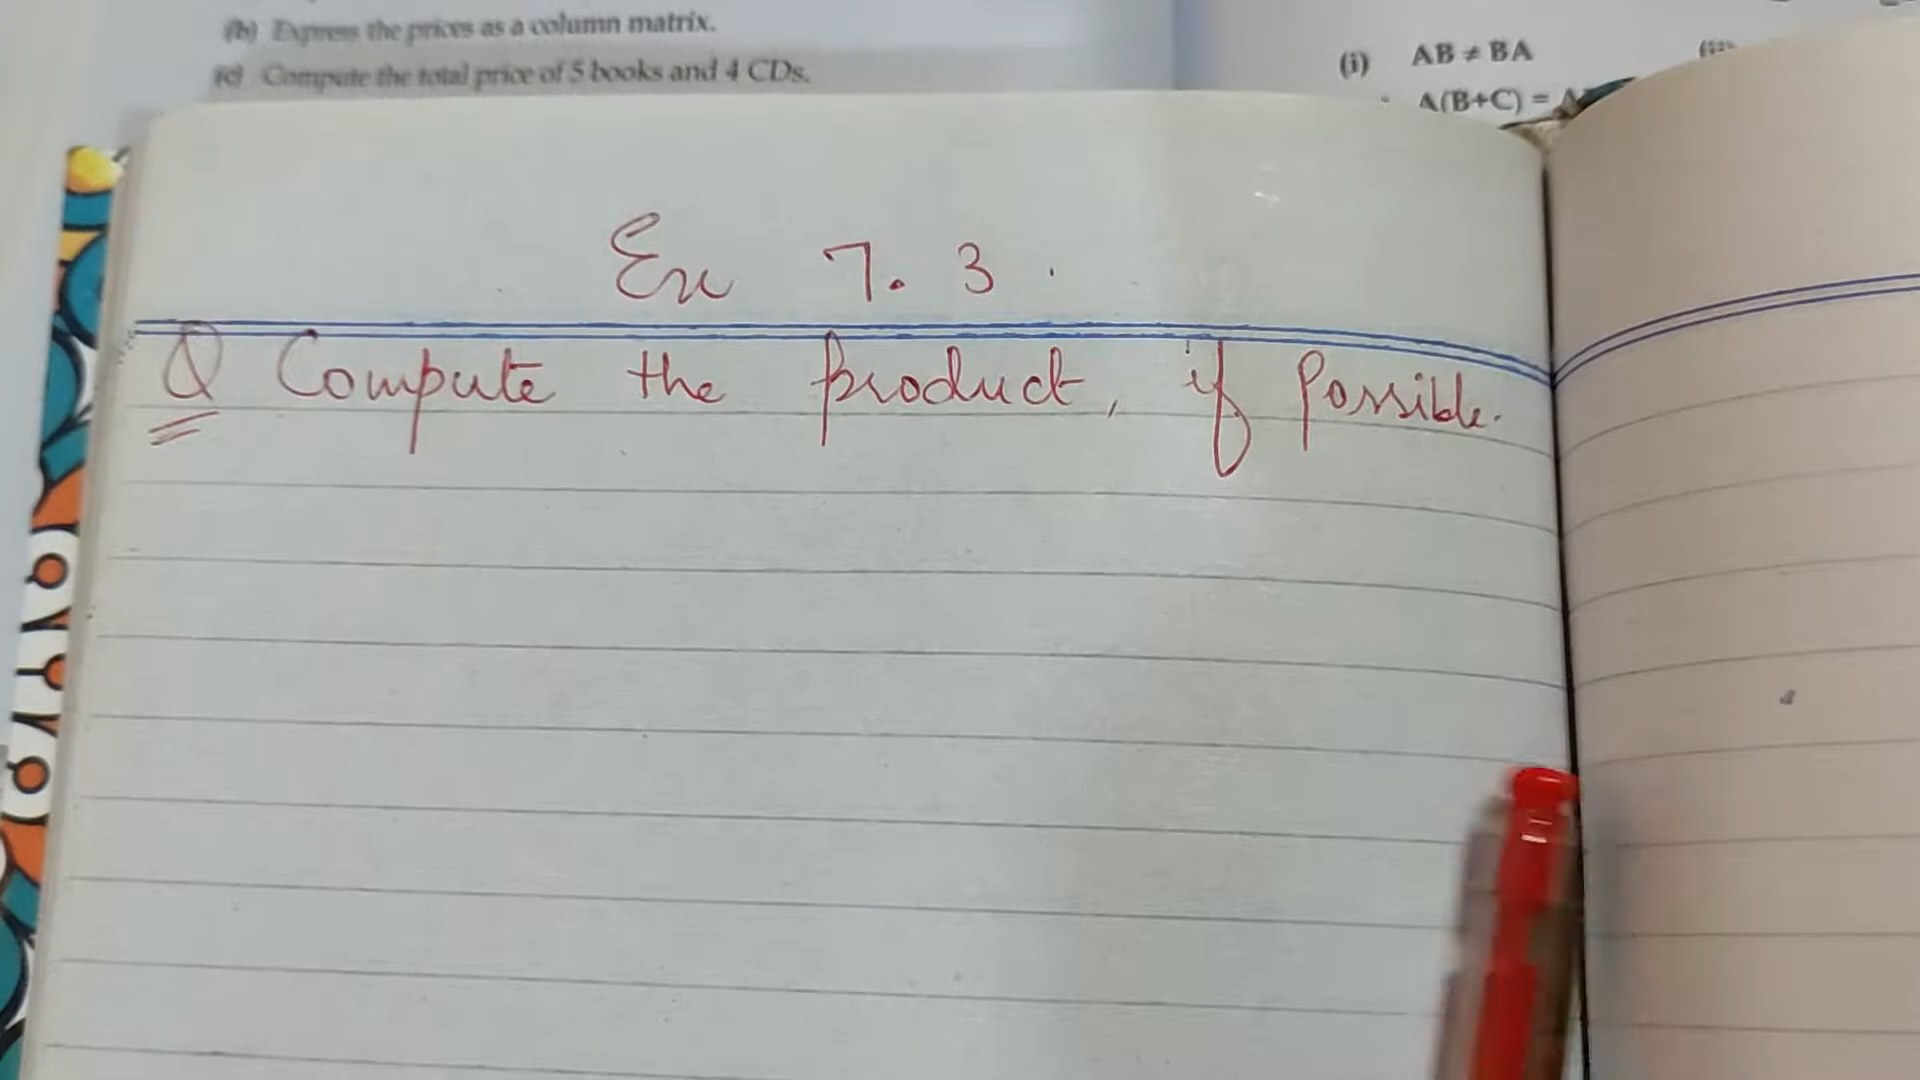 (b) Express the prices as a column matrix.
(c) Compute the total price of 5 books and 4 CDs.
(i) AB ≠ BA
A(B+C) =
Ex 7.3.
Q Compute the product, if Possible.